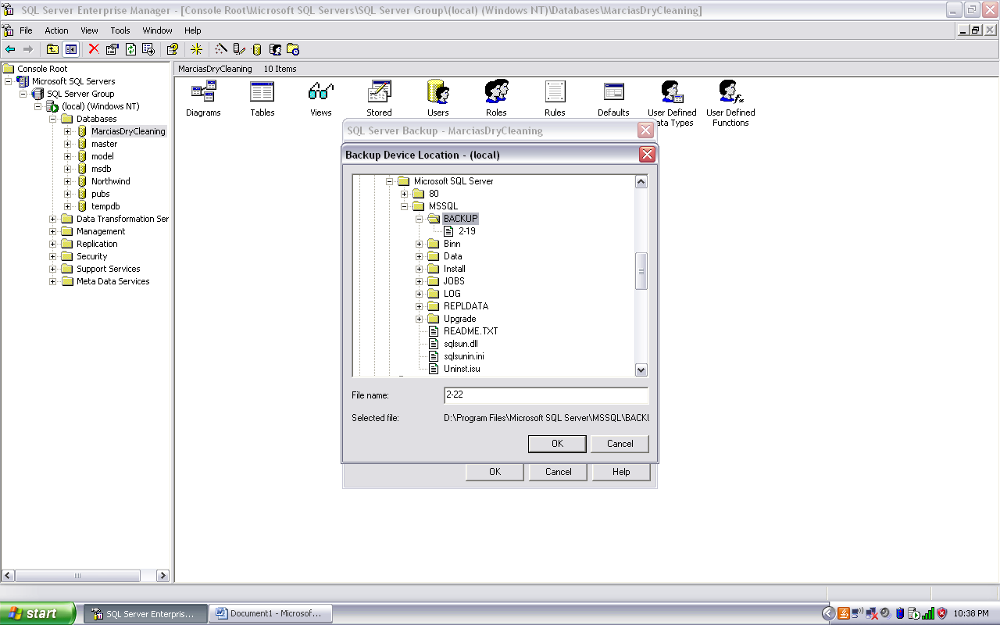 SQL Server Enterprise Manager - [Console Root\Microsoft SQL Servers\SQL Server Group\(local) (Windows NT)\Databases\MarciasDryCleaning]
File Action View Tools Window Help
Console Root
Microsoft SQL Servers
SQL Server Group
(local) (Windows NT)
Databases
MarciasDryCleaning
master
model
msdb
Northwind
pubs
tempdb
Data Transformation Ser
Management
Replication
Security
Support Services
Meta Data Services
MarciasDryCleaning 10 Items
Diagrams
Tables
Views
Stored
Users
Roles
Rules
Defaults
User Defined
ata Types
User Defined
Functions
SQL Server Backup - MarciasDryCleaning
Backup Device Location - (local)
Microsoft SQL Server
80
MSSQL
BACKUP
2-19
Binn
Data
Install
JOBS
LOG
REPLDATA
Upgrade
README.TXT
sqlsun.dll
sqlsunin.ini
Uninst.isu
File name: 2-22
Selected file: D:\Program Files\Microsoft SQL Server\MSSQL\BACKU
OK Cancel
OK Cancel Help
start
SQL Server Enterpris...
Document1 - Microsof...
10:38 PM